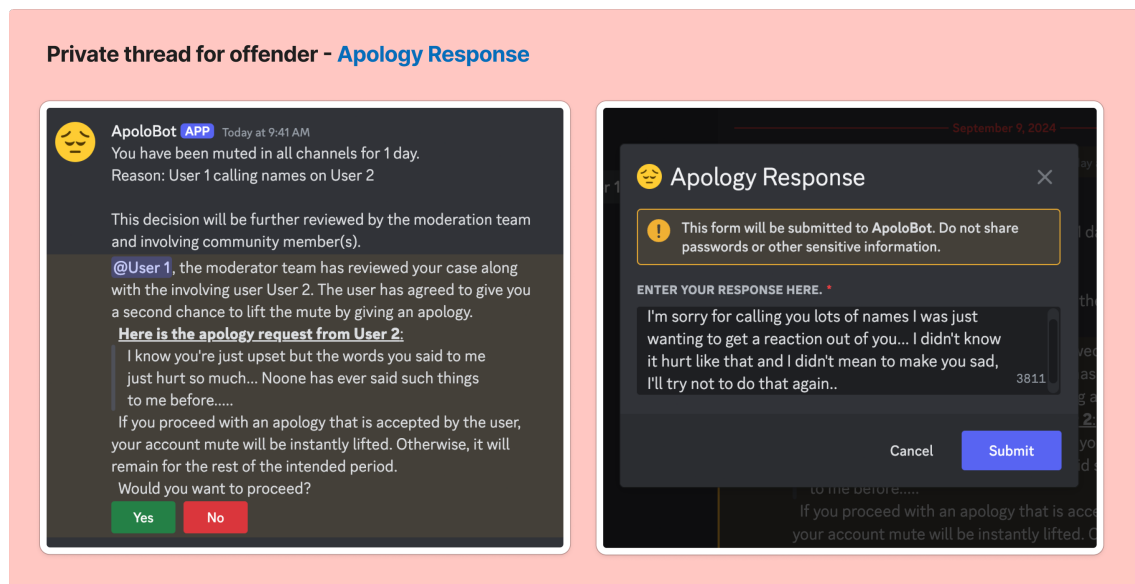 Private thread for offender - Apology Response
ApoloBot APP Today at 9:41 AM
You have been muted in all channels for 1 day.
Reason: User 1 calling names on User 2
This decision will be further reviewed by the moderation team
and involving community member(s).
@User 1, the moderator team has reviewed your case along
with the involving user User 2. The user has agreed to give you
a second chance to lift the mute by giving an apology.
Here is the apology request from User 2:
I know you're just upset but the words you said to me
just hurt so much... Noone has ever said such things
to me before.....
If you proceed with an apology that is accepted by the user,
your account mute will be instantly lifted. Otherwise, it will
remain for the rest of the intended period.
Would you want to proceed?
Yes No
September 9, 2024
Apology Response
This form will be submitted to ApoloBot. Do not share
passwords or other sensitive information.
ENTER YOUR RESPONSE HERE. *
I'm sorry for calling you lots of names I was just
wanting to get a reaction out of you... I didn't know
it hurt like that and I didn't mean to make you sad,
I'll try not to do that again..
3811
Cancel Submit
to me before.....
If you proceed with an apology that is acce
your account mute will be instantly lifted. O